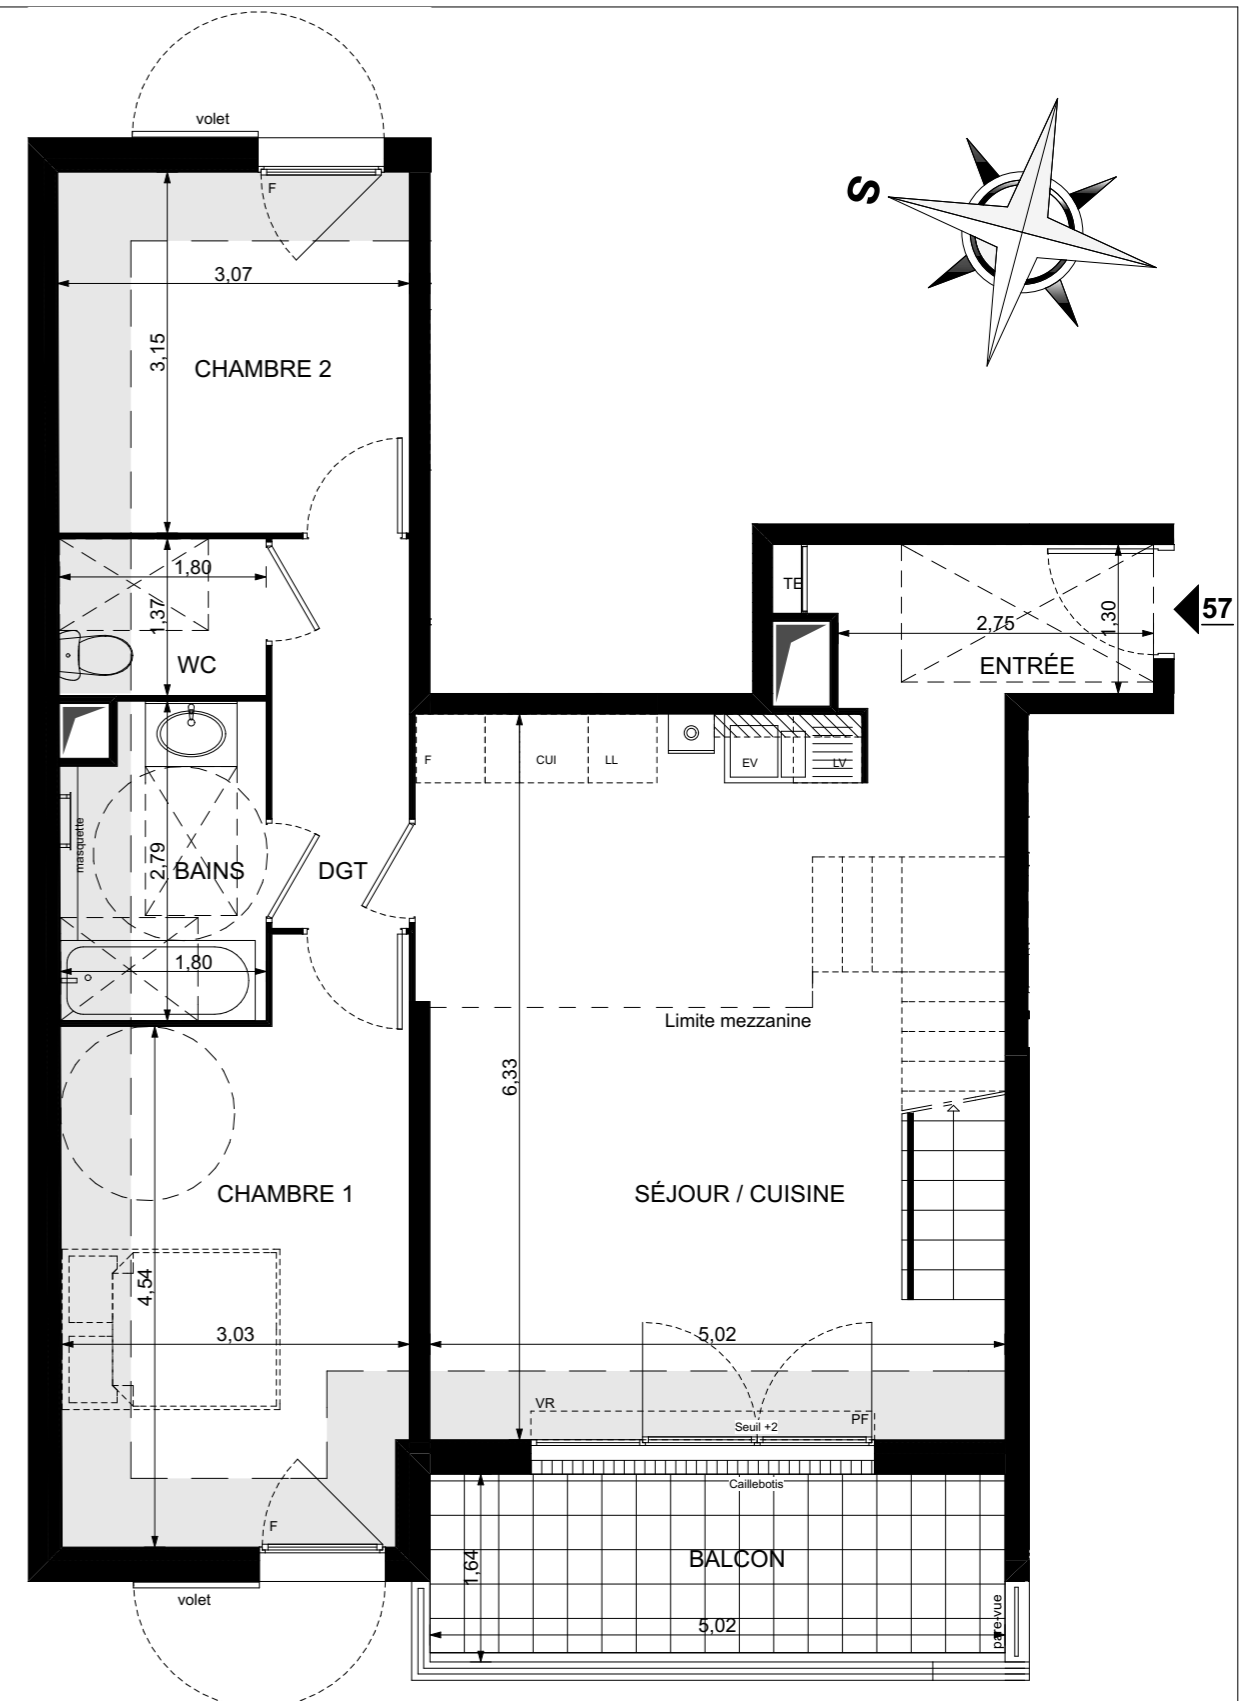 volet
F
S
3,07
3,15
CHAMBRE 2
1,80
1,37
WC
TE
2,75
1,30
57
ENTRÉE
F
CUI
LL
EV
LV
masquette
2,79
BAINS
DGT
1,80
Limite mezzanine
6,33
CHAMBRE 1
SÉJOUR / CUISINE
4,54
3,03
5,02
VR
Seuil +2
PF
Caillebotis
F
BALCON
1,64
5,02
pare-vue
volet